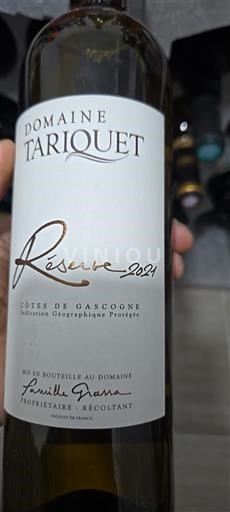 DOMAINE
TARIQUET
VINIOU
Réserve 2021
CÔTES DE GASCOGNE
Indication Géographique Protégée
MIS EN BOUTEILLE AU DOMAINE
Famille Grassa
PROPRIÉTAIRE - RÉCOLTANT
PRODUIT DE FRANCE